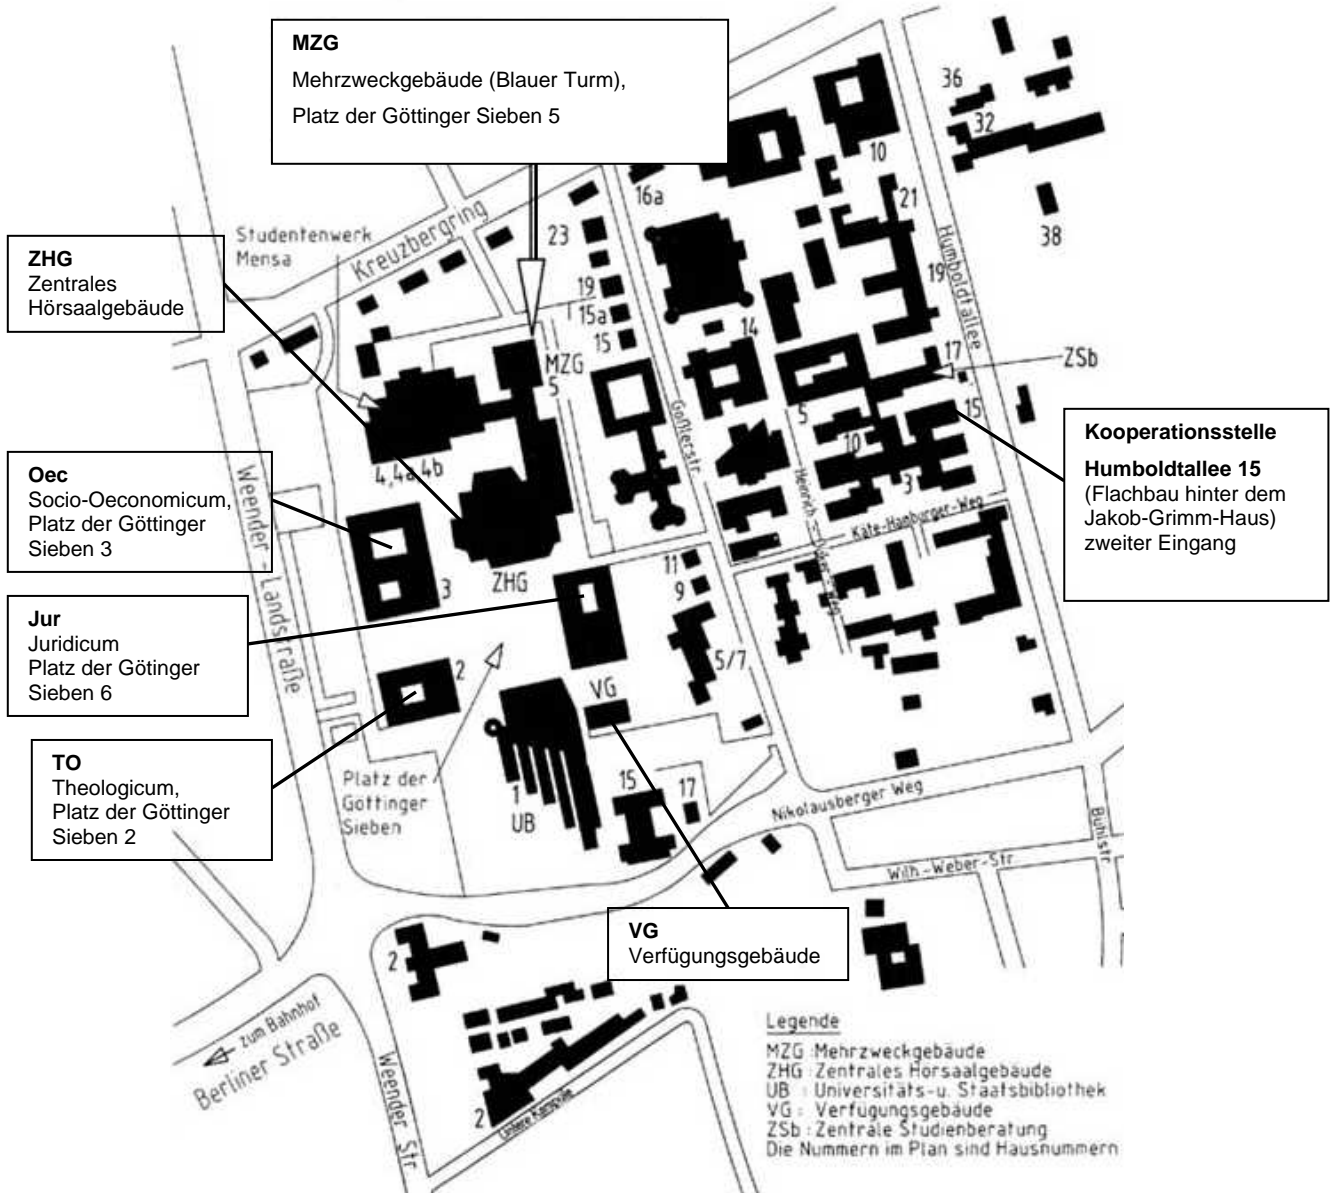 MZG
Mehrzweckgebäude (Blauer Turm),
Platz der Göttinger Sieben 5
ZHG
Zentrales
Hörsaalgebäude
Oec
Socio-Oeconomicum,
Platz der Göttinger
Sieben 3
Jur
Juridicum
Platz der Götinger
Sieben 6
TO
Theologicum,
Platz der Göttinger
Sieben 2
Kooperationsstelle
Humboldtallee 15
(Flachbau hinter dem
Jakob-Grimm-Haus)
zweiter Eingang
VG
Verfügungsgebäude
Studentenwerk
Mensa
Kreuzbergring
16a
23
19
15a
15
MZG
5
14
10
21
19
17
15
36
32
38
Humboldtallee
ZSb
5
10
3
Goßlerstr.
Heinrich-Düker-Weg
Käte-Hamburger-Weg
4,4a,4b
ZHG
3
2
11
9
5/7
VG
Weender-Landstraße
Platz der
Göttinger
Sieben
1
UB
15
17
Nikolausberger Weg
Wilh-Weber-Str.
Bühlstr.
2
zum Bahnhof
Berliner Straße
Weender Str.
2
Untere Karspüle
Legende
MZG :Mehrzweckgebäude
ZHG :Zentrales Hörsaalgebäude
UB : Universitäts-u. Staatsbibliothek
VG : Verfügungsgebäude
ZSb : Zentrale Studienberatung
Die Nummern im Plan sind Hausnummern